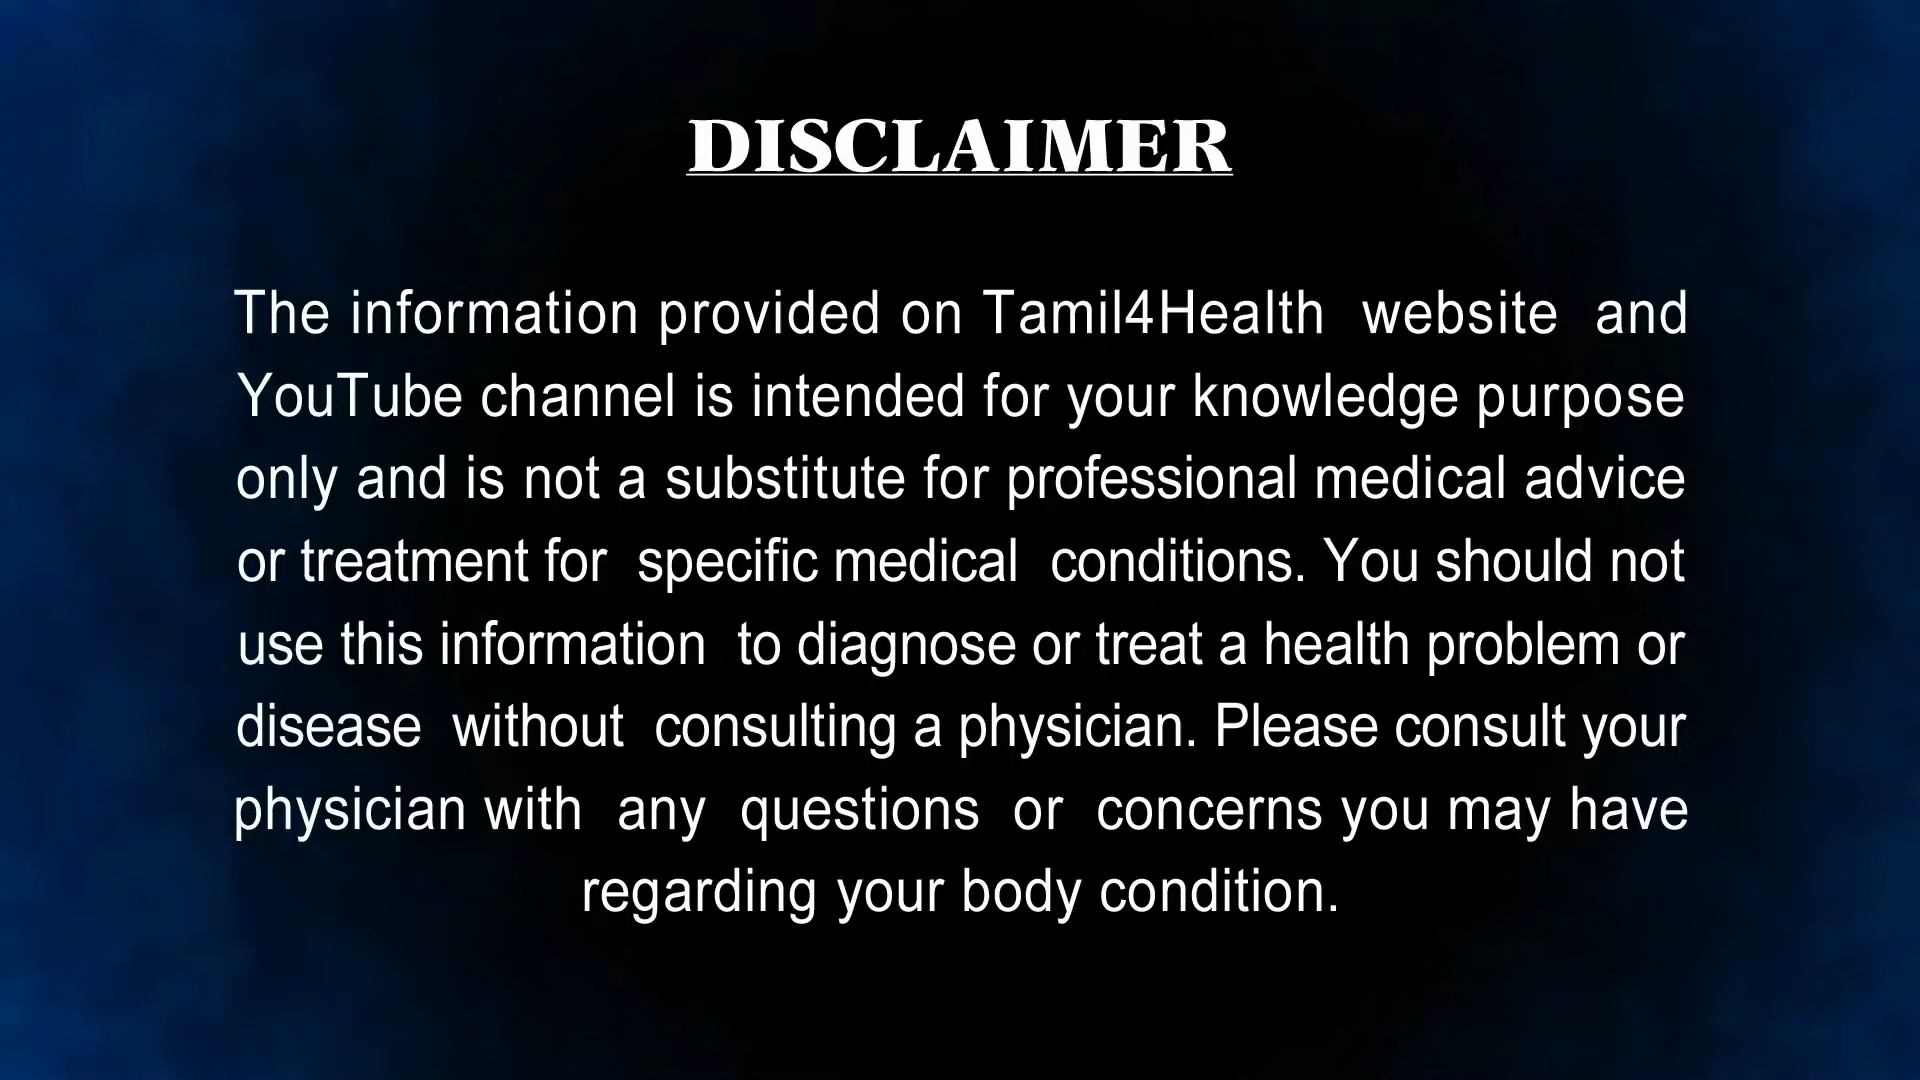 DISCLAIMER
The information provided on Tamil4Health website and
YouTube channel is intended for your knowledge purpose
only and is not a substitute for professional medical advice
or treatment for specific medical conditions. You should not
use this information to diagnose or treat a health problem or
disease without consulting a physician. Please consult your
physician with any questions or concerns you may have
regarding your body condition.